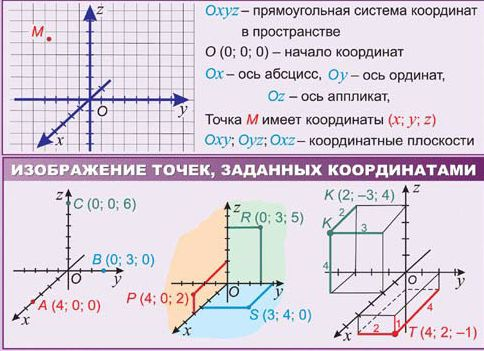 z
M
O
y
x
Oxyz – прямоугольная система координат
в пространстве
O (0; 0; 0) – начало координат
Ox – ось абсцисс, Oy – ось ординат,
Oz – ось аппликат,
Точка M имеет координаты (x; y; z)
Oxy; Oyz; Oxz – координатные плоскости
ИЗОБРАЖЕНИЕ ТОЧЕК, ЗАДАННЫХ КООРДИНАТАМИ
z
C (0; 0; 6)
B (0; 3; 0)
O
y
A (4; 0; 0)
x
z
R (0; 3; 5)
P (4; 0; 2)
O
y
S (3; 4; 0)
x
K (2; –3; 4)
z
K
2
3
4
O
y
4
2
1
T (4; 2; –1)
x